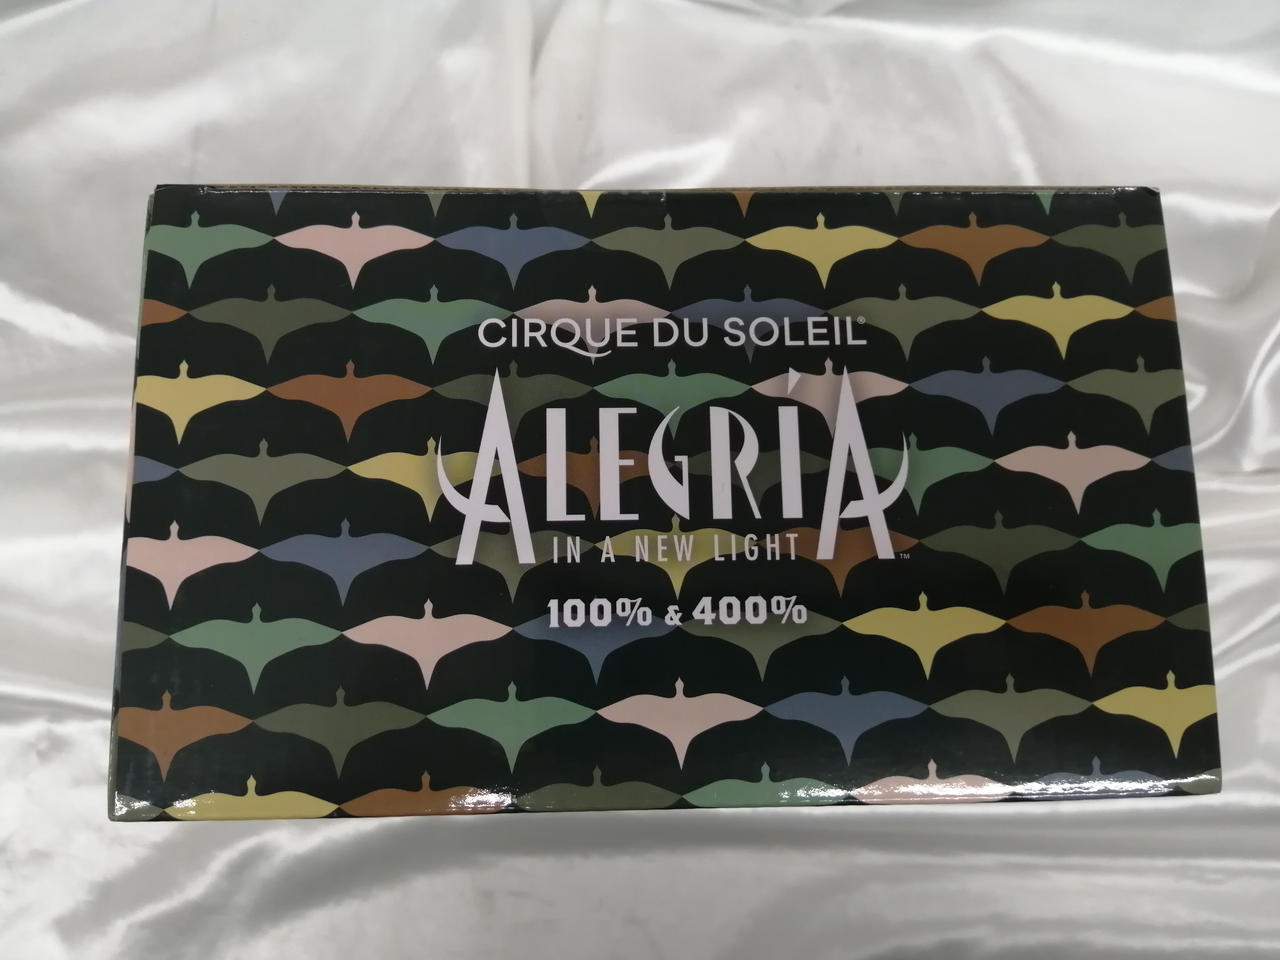 CIRQUE DU SOLEIL®
ALEGRÍA
IN A NEW LIGHT™
100% & 400%